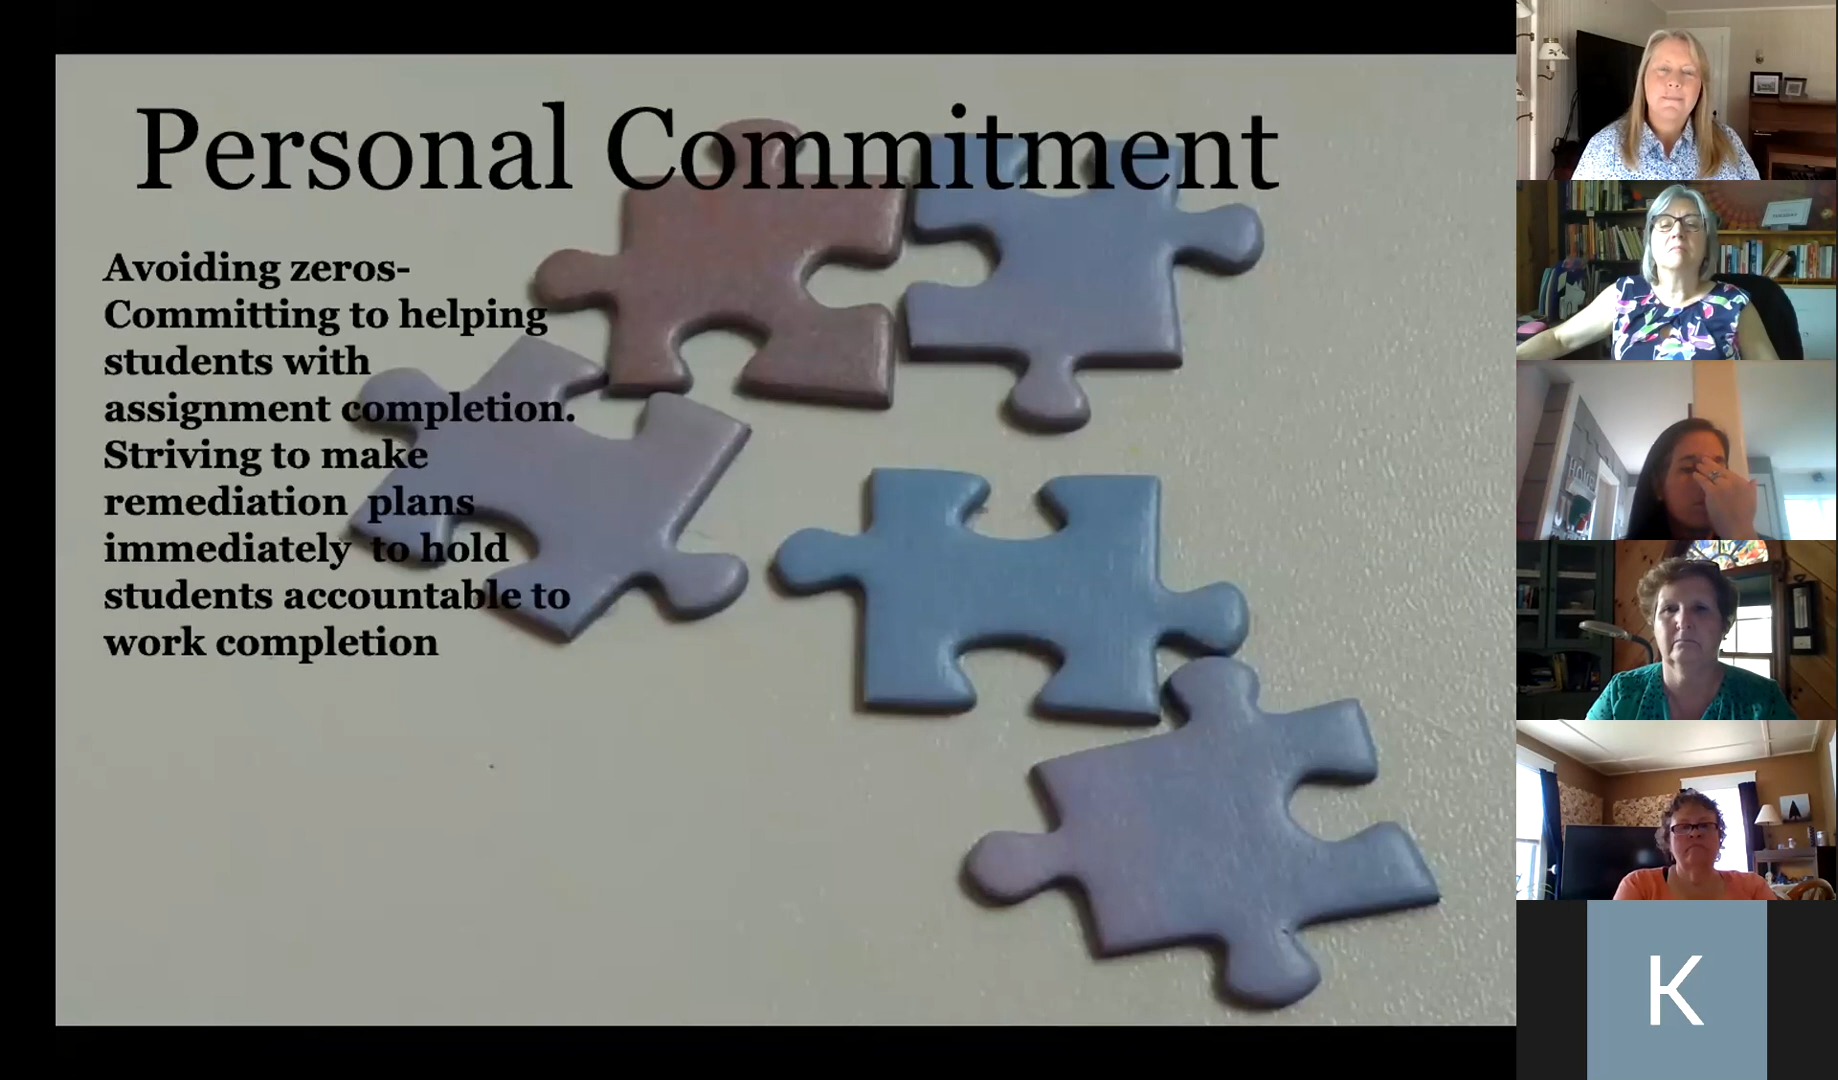 Personal Commitment
Avoiding zeros-
Committing to helping
students with
assignment completion.
Striving to make
remediation  plans
immediately  to hold
students accountable to
work completion
HOME
K